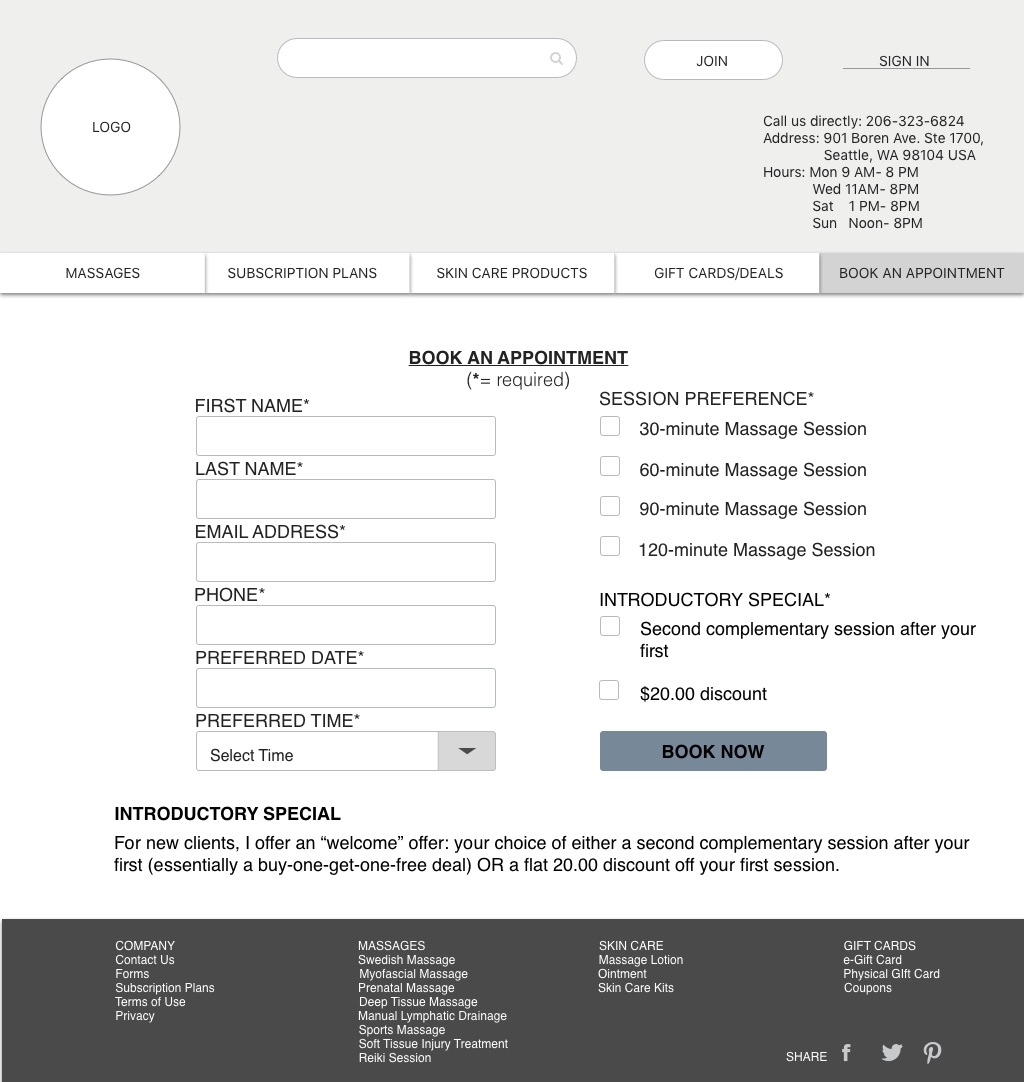 LOGO
JOIN
SIGN IN
Call us directly: 206-323-6824
Address: 901 Boren Ave. Ste 1700,
Seattle, WA 98104 USA
Hours: Mon 9 AM- 8 PM
Wed 11AM- 8PM
Sat 1 PM- 8PM
Sun Noon- 8PM
MASSAGES
SUBSCRIPTION PLANS
SKIN CARE PRODUCTS
GIFT CARDS/DEALS
BOOK AN APPOINTMENT
BOOK AN APPOINTMENT
(*= required)
FIRST NAME*
LAST NAME*
EMAIL ADDRESS*
PHONE*
PREFERRED DATE*
PREFERRED TIME*
Select Time
SESSION PREFERENCE*
30-minute Massage Session
60-minute Massage Session
90-minute Massage Session
120-minute Massage Session
INTRODUCTORY SPECIAL*
Second complementary session after your
first
$20.00 discount
BOOK NOW
INTRODUCTORY SPECIAL
For new clients, I offer an “welcome” offer: your choice of either a second complementary session after your
first (essentially a buy-one-get-one-free deal) OR a flat 20.00 discount off your first session.
COMPANY
Contact Us
Forms
Subscription Plans
Terms of Use
Privacy
MASSAGES
Swedish Massage
Myofascial Massage
Prenatal Massage
Deep Tissue Massage
Manual Lymphatic Drainage
Sports Massage
Soft Tissue Injury Treatment
Reiki Session
SKIN CARE
Massage Lotion
Ointment
Skin Care Kits
GIFT CARDS
e-Gift Card
Physical GIft Card
Coupons
SHARE